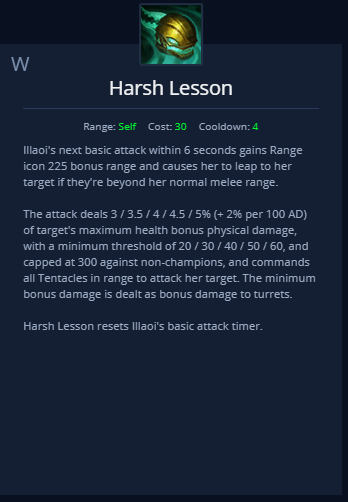 W
Harsh Lesson
Range: Self Cost: 30 Cooldown: 4
Illaoi's next basic attack within 6 seconds gains Range
icon 225 bonus range and causes her to leap to her
target if they're beyond her normal melee range.
The attack deals 3 / 3.5 / 4 / 4.5 / 5% (+ 2% per 100 AD)
of target's maximum health bonus physical damage,
with a minimum threshold of 20 / 30 / 40 / 50 / 60, and
capped at 300 against non-champions, and commands
all Tentacles in range to attack her target. The minimum
bonus damage is dealt as bonus damage to turrets.
Harsh Lesson resets Illaoi's basic attack timer.